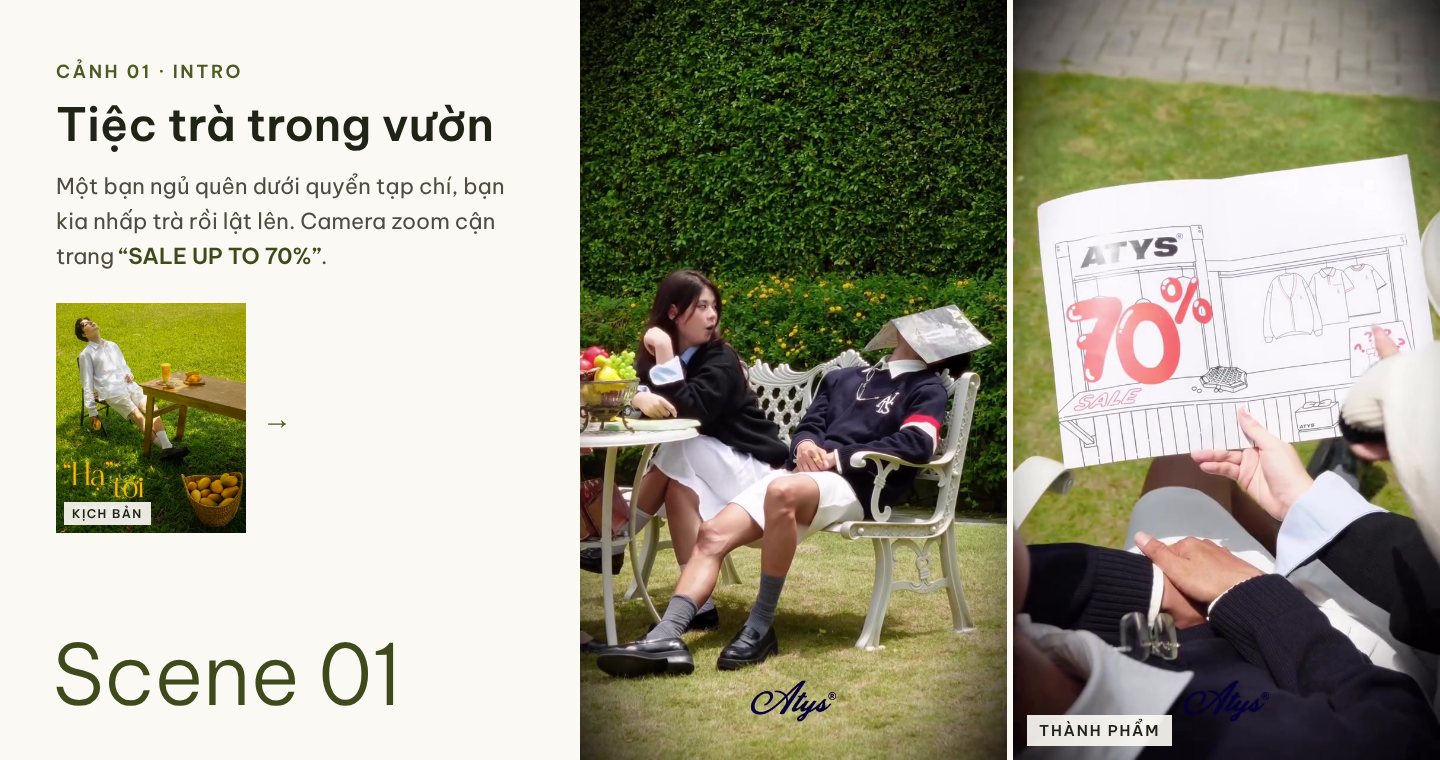 CẢNH 01 · INTRO
Tiệc trà trong vườn
Một bạn ngủ quên dưới quyển tạp chí, bạn
kia nhấp trà rồi lật lên. Camera zoom cận
trang “SALE UP TO 70%”.
“Hạ”
tới
KỊCH BẢN
→
Scene 01
Atys®
ATYS®
70%
SALE
? ? ?
ATYS
Atys®
THÀNH PHẨM